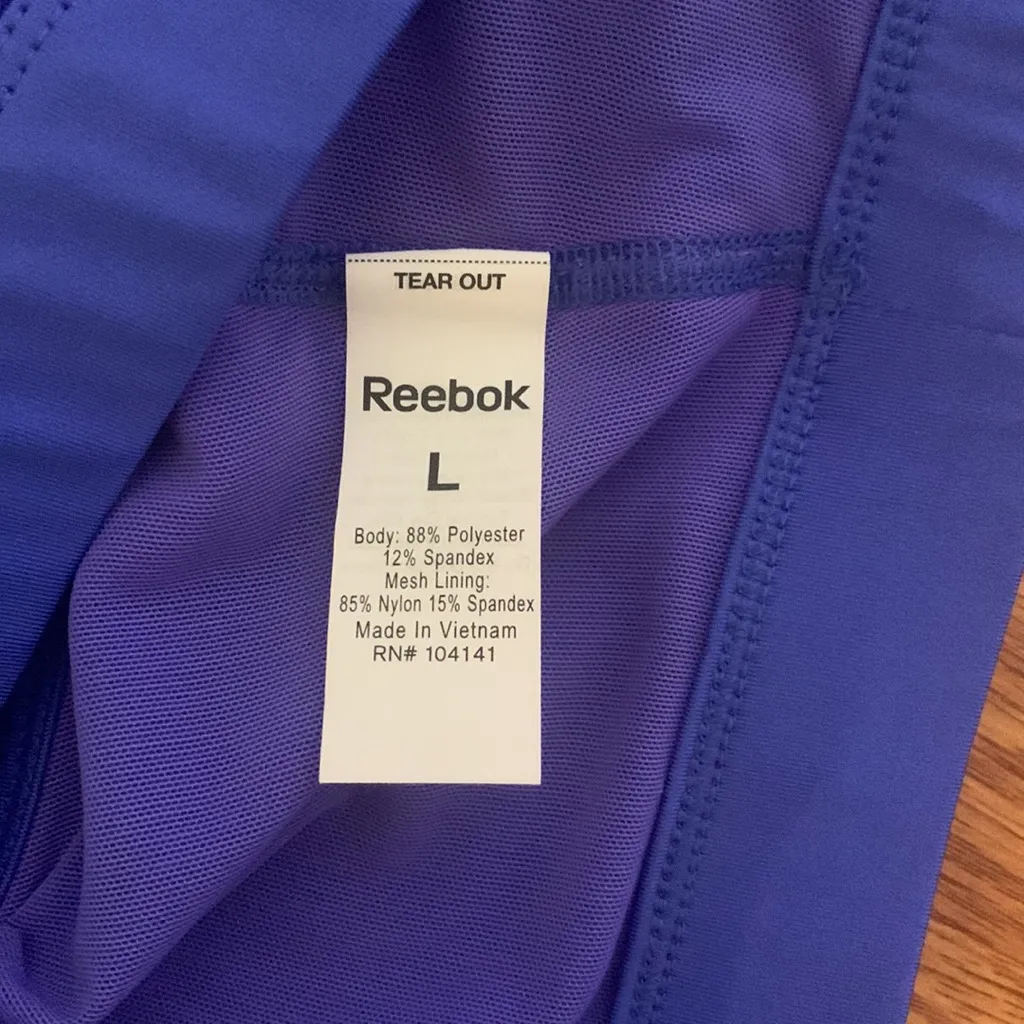 TEAR OUT
Reebok
L
Body: 88% Polyester
12% Spandex
Mesh Lining:
85% Nylon 15% Spandex
Made In Vietnam
RN# 104141